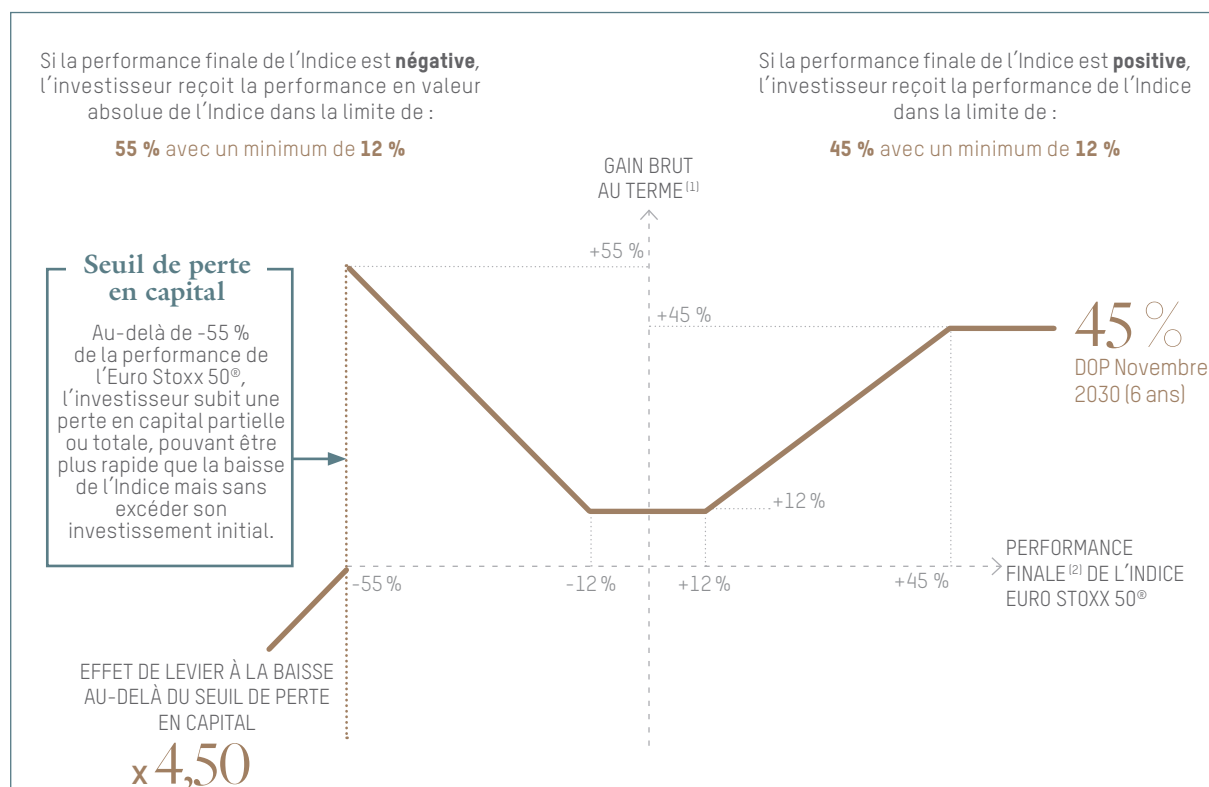 Si la performance finale de l'Indice est négative,
l'investisseur reçoit la performance en valeur
absolue de l'Indice dans la limite de :
55 % avec un minimum de 12 %
Si la performance finale de l'Indice est positive,
l'investisseur reçoit la performance de l'Indice
dans la limite de :
45 % avec un minimum de 12 %
GAIN BRUT
AU TERME (1)
+55 %
+45 %
Seuil de perte
en capital
Au-delà de -55 %
de la performance de
l'Euro Stoxx 50®,
l'investisseur subit une
perte en capital partielle
ou totale, pouvant être
plus rapide que la baisse
de l'Indice mais sans
excéder son
investissement initial.
45 %
DOP Novembre
2030 (6 ans)
+12 %
-55 %
-12 %
+12 %
+45 %
PERFORMANCE
FINALE (2) DE L'INDICE
EURO STOXX 50®
EFFET DE LEVIER À LA BAISSE
AU-DELÀ DU SEUIL DE PERTE
EN CAPITAL
x 4,50